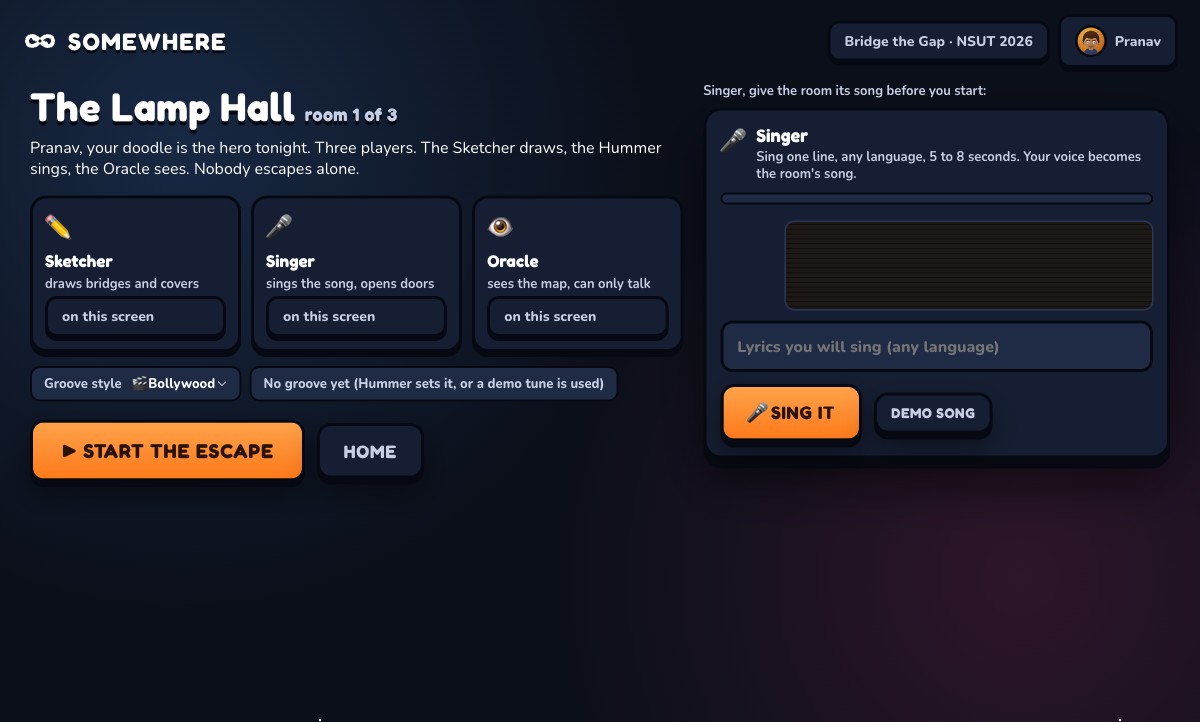 SOMEWHERE
Bridge the Gap · NSUT 2026
Pranav
The Lamp Hall room 1 of 3
Pranav, your doodle is the hero tonight. Three players. The Sketcher draws, the Hummer
sings, the Oracle sees. Nobody escapes alone.
Sketcher
draws bridges and covers
on this screen
Singer
sings the song, opens doors
on this screen
Oracle
sees the map, can only talk
on this screen
Groove style 🎬Bollywood
No groove yet (Hummer sets it, or a demo tune is used)
▶ START THE ESCAPE
HOME
Singer, give the room its song before you start:
Singer
Sing one line, any language, 5 to 8 seconds. Your voice becomes
the room's song.
Lyrics you will sing (any language)
🎤 SING IT
DEMO SONG